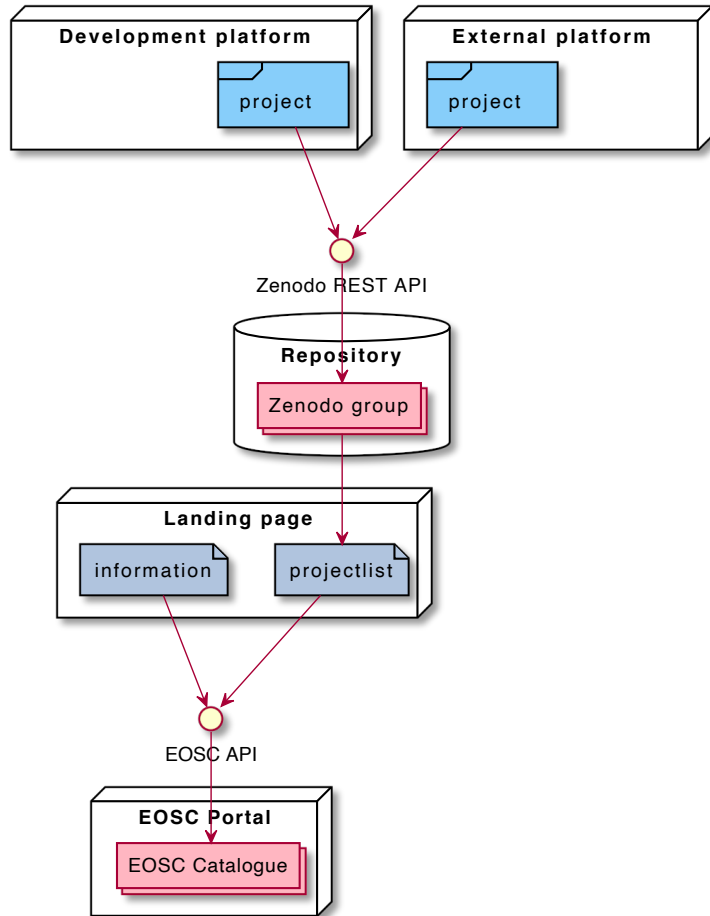 Development platform
External platform
project
project
Zenodo REST API
Repository
Zenodo group
Landing page
information
projectlist
EOSC API
EOSC Portal
EOSC Catalogue